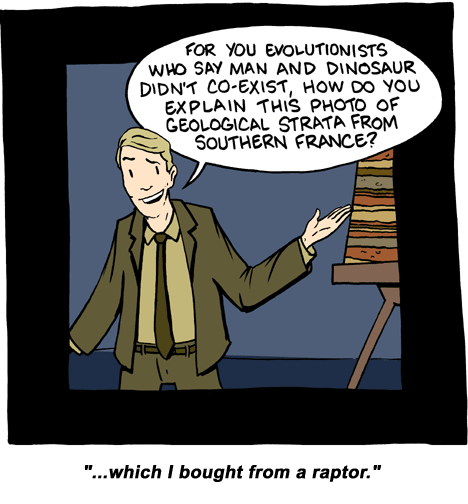 FOR YOU EVOLUTIONISTS
WHO SAY MAN AND DINOSAUR
DIDN'T CO-EXIST, HOW DO YOU
EXPLAIN THIS PHOTO OF
GEOLOGICAL STRATA FROM
SOUTHERN FRANCE?
"...which I bought from a raptor."